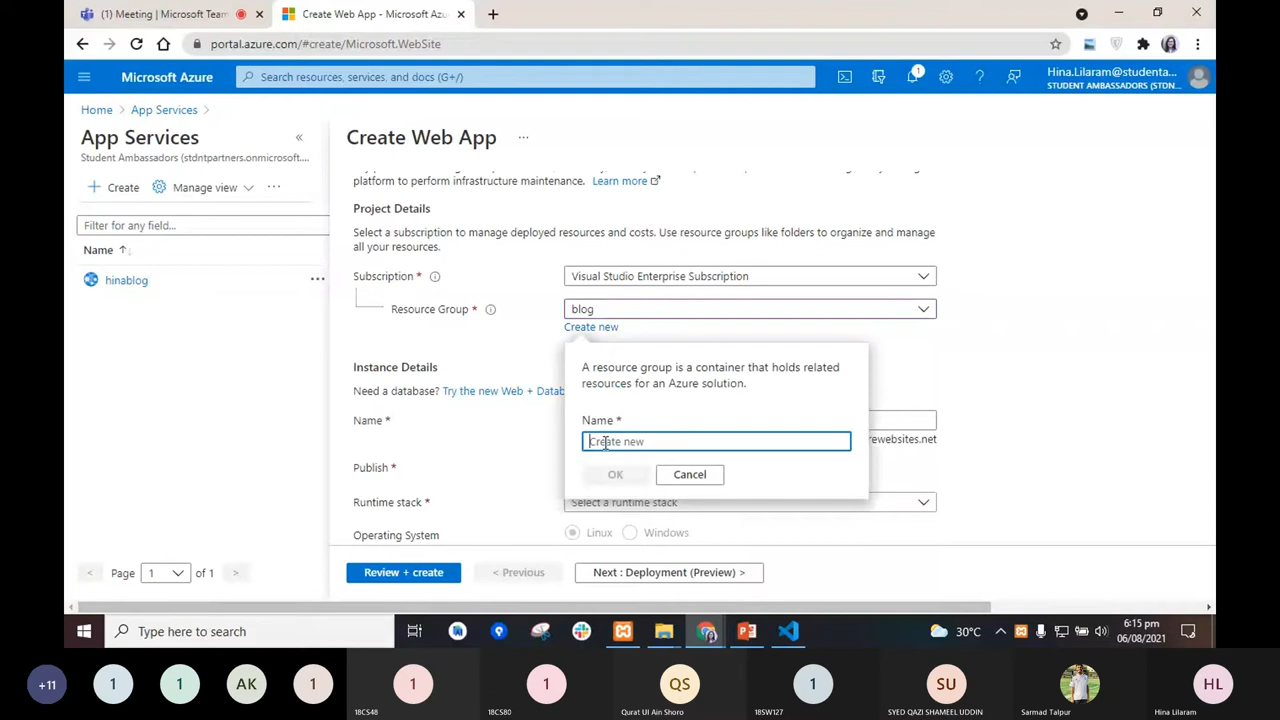 (1) Meeting | Microsoft Team
Create Web App - Microsoft Azu
portal.azure.com/#create/Microsoft.WebSite
Microsoft Azure
Search resources, services, and docs (G+/)
1
Hina.Lilaram@studenta...
STUDENT AMBASSADORS (STDN...
Home > App Services >
App Services
Student Ambassadors (stdntpartners.onmicrosoft....
Create
Manage view
Filter for any field...
Name
hinablog
Page 1 of 1
Create Web App
platform to perform infrastructure maintenance. Learn more
Project Details
Select a subscription to manage deployed resources and costs. Use resource groups like folders to organize and manage
all your resources.
Subscription *
Visual Studio Enterprise Subscription
Resource Group *
blog
Create new
A resource group is a container that holds related
resources for an Azure solution.
Name *
Create new
OK
Cancel
Instance Details
Need a database? Try the new Web + Datab
Name *
rewebsites.net
Publish *
Runtime stack *
Select a runtime stack
Operating System
Linux
Windows
Review + create
< Previous
Next : Deployment (Preview) >
Type here to search
30°C
6:15 pm
06/08/2021
+11
1
1
AK
1
1
18CS48
1
18CS80
QS
Qurat Ul Ain Shoro
1
18SW127
SU
SYED QAZI SHAMEEL UDDIN
Sarmad Talpur
HL
Hina Lilaram